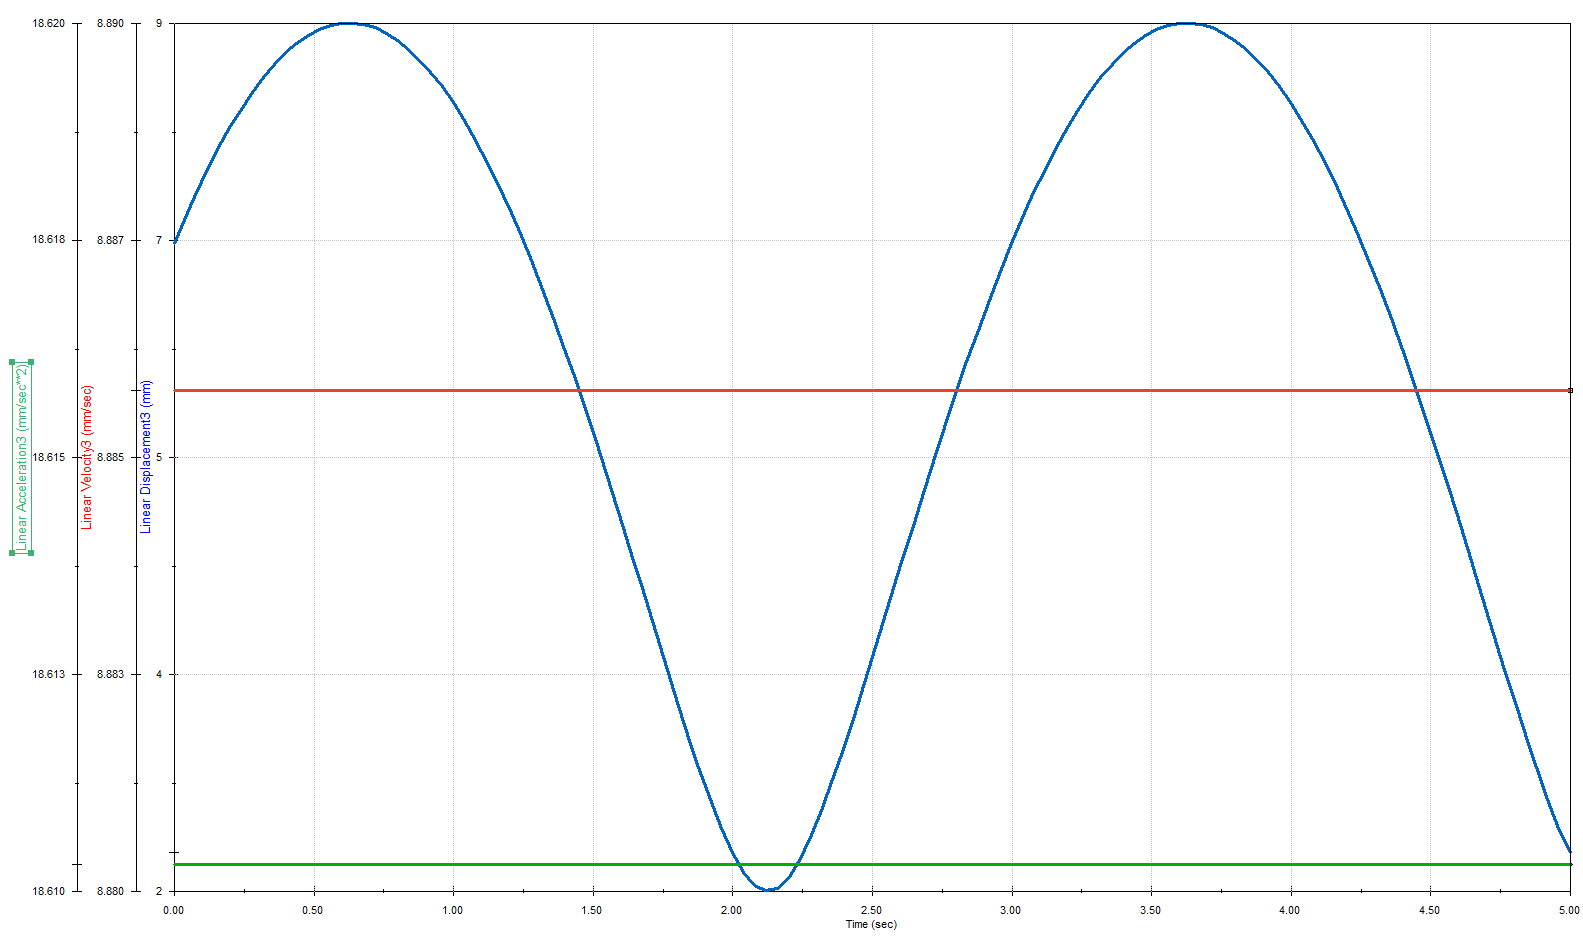 18.620 8.890 9
18.618 8.887 7
18.615 8.885 5
18.613 8.883 4
18.610 8.880 2
Linear Acceleration3 (mm/sec**2)
Linear Velocity3 (mm/sec)
Linear Displacement3 (mm)
0.00 0.50 1.00 1.50 2.00 2.50 3.00 3.50 4.00 4.50 5.00
Time (sec)